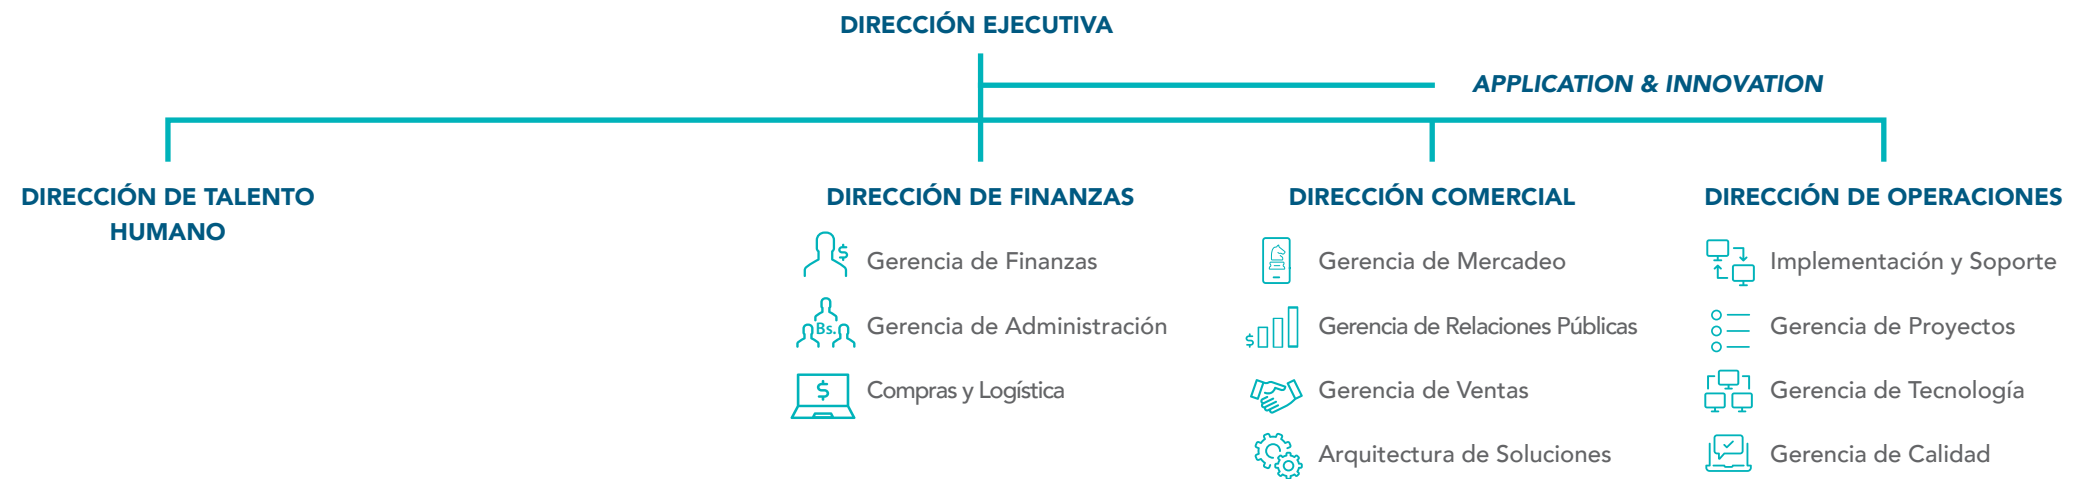 DIRECCIÓN EJECUTIVA
APPLICATION & INNOVATION
DIRECCIÓN DE TALENTO
HUMANO
DIRECCIÓN DE FINANZAS
$
Gerencia de Finanzas
Bs.
Gerencia de Administración
$
Compras y Logística
DIRECCIÓN COMERCIAL
Gerencia de Mercadeo
$
Gerencia de Relaciones Públicas
Gerencia de Ventas
Arquitectura de Soluciones
DIRECCIÓN DE OPERACIONES
Implementación y Soporte
Gerencia de Proyectos
Gerencia de Tecnología
Gerencia de Calidad